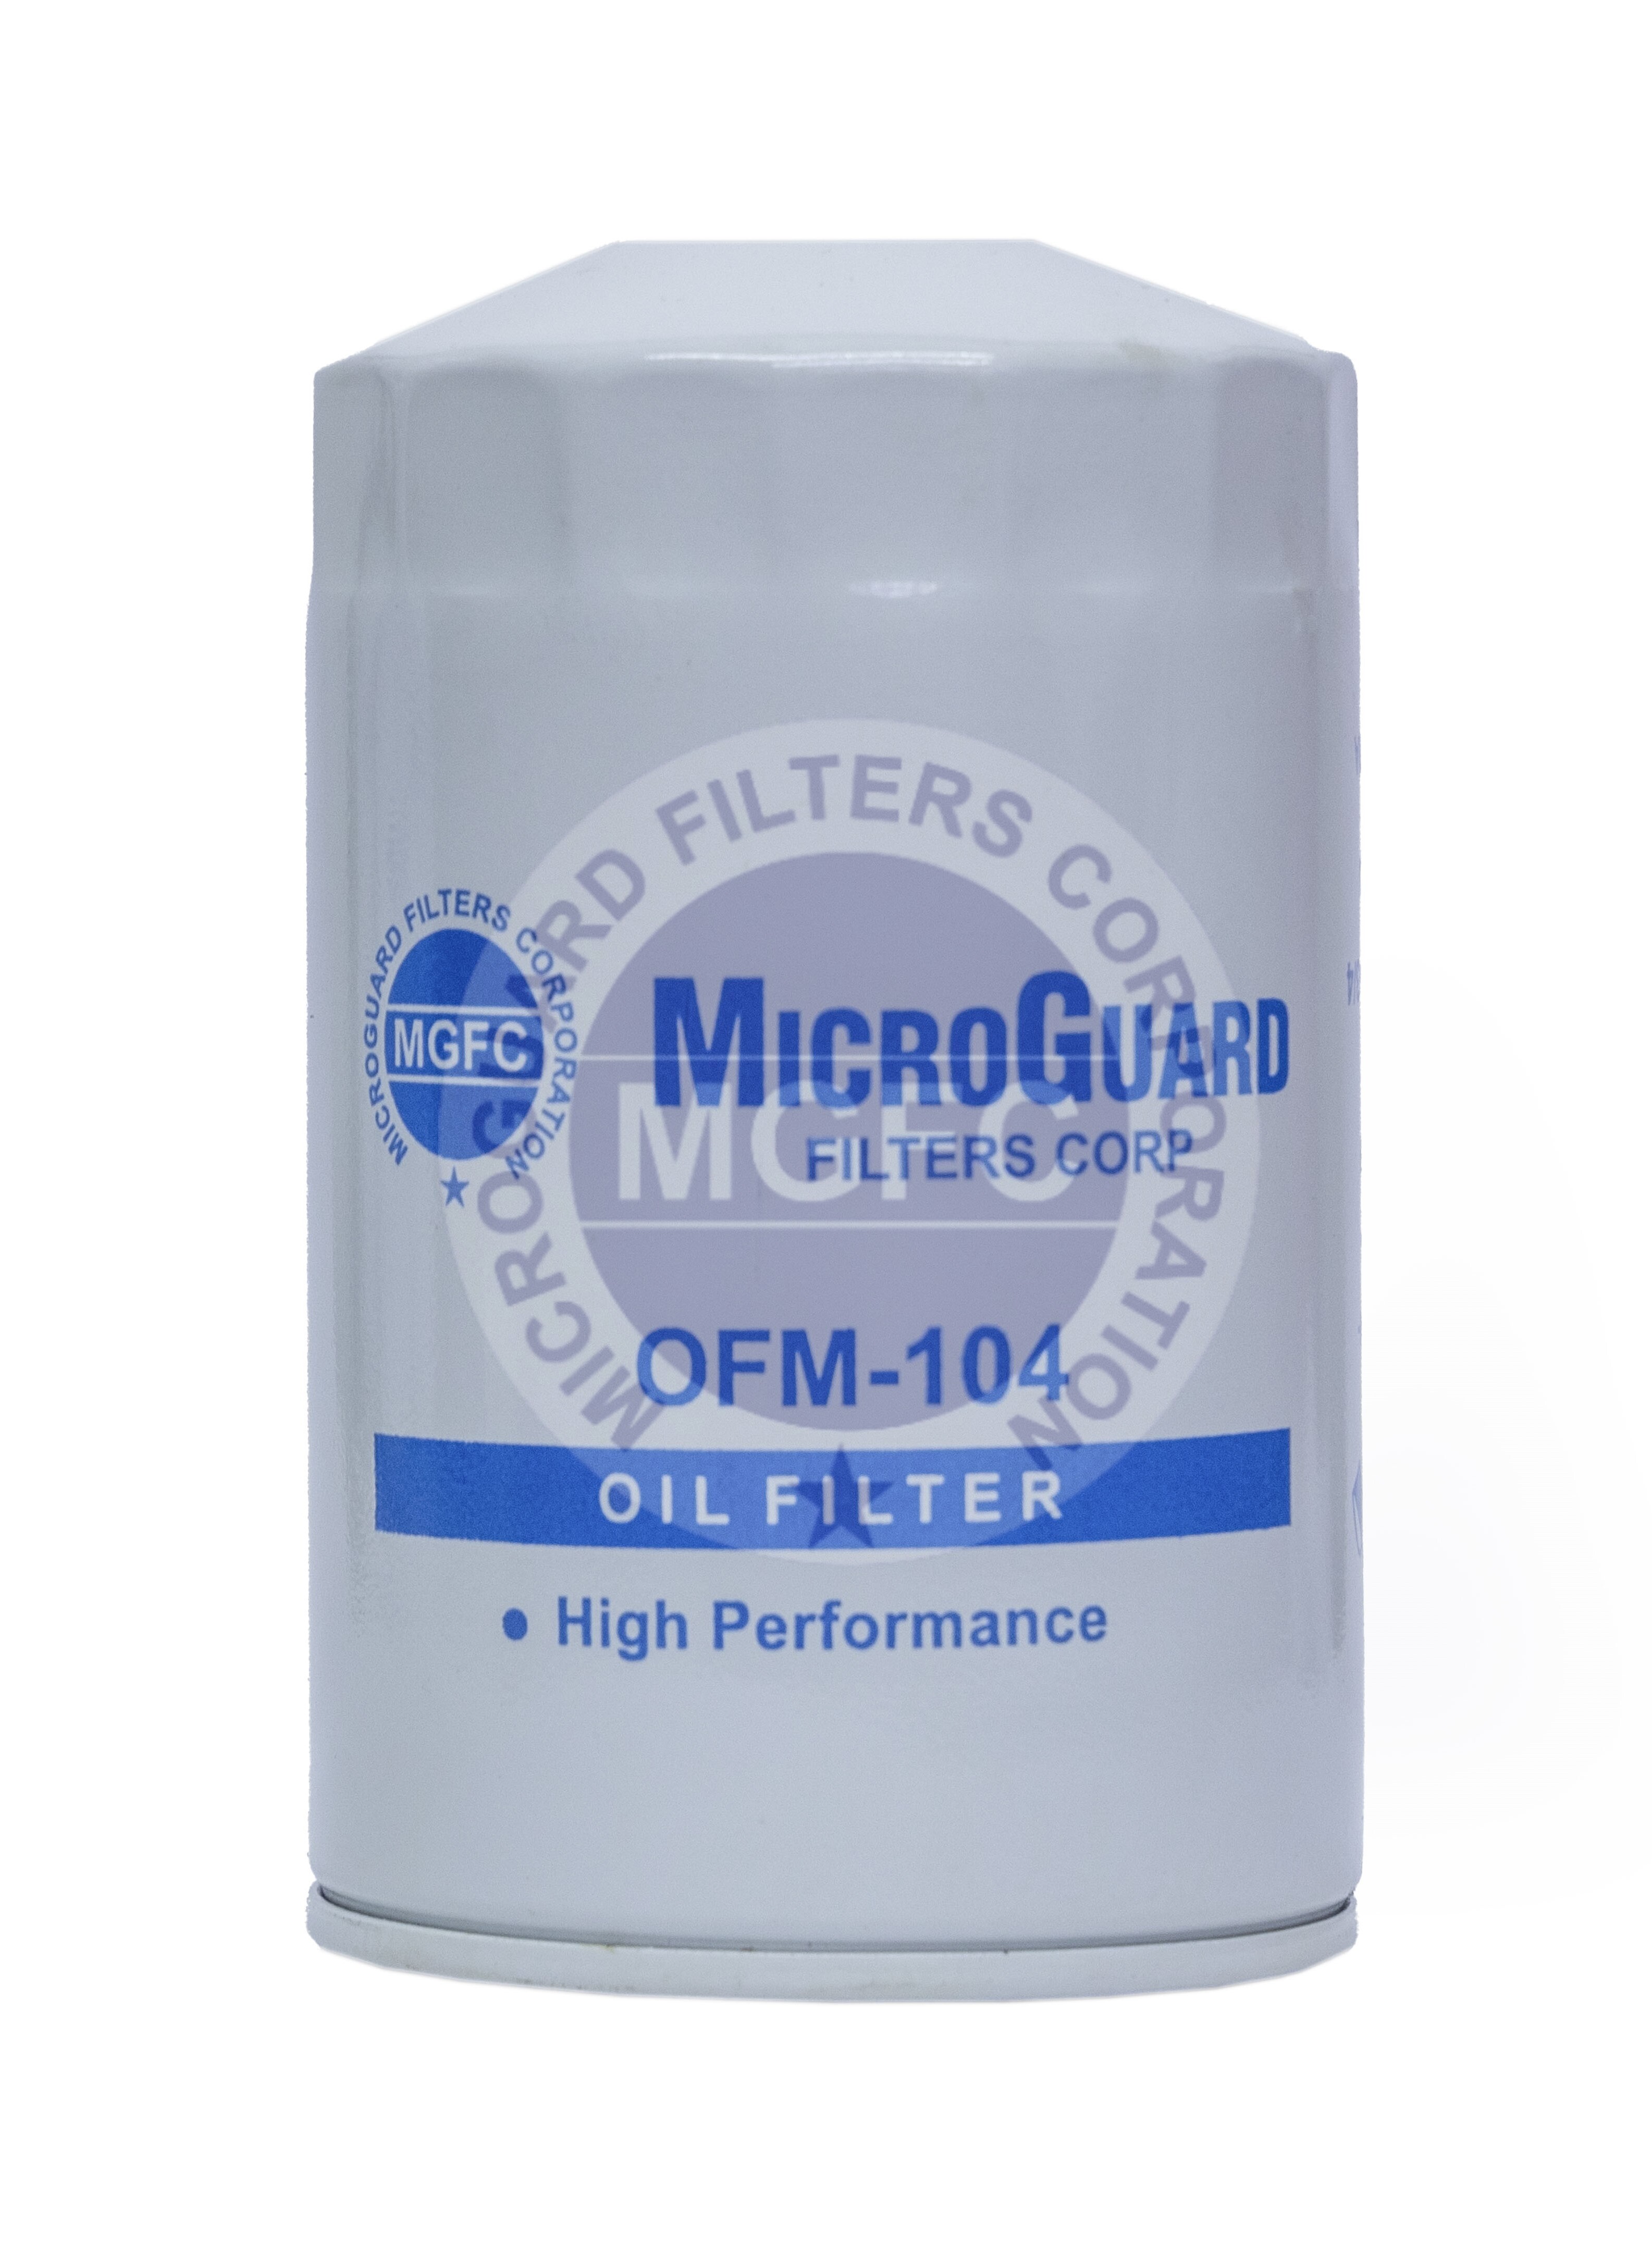 MICROGUARD FILTERS CORPORATION
MGFC
MICROGUARD
FILTERS CORP
MICROGUARD FILTERS CORPORATION
MGFC
OFM-104
OIL FILTER
• High Performance